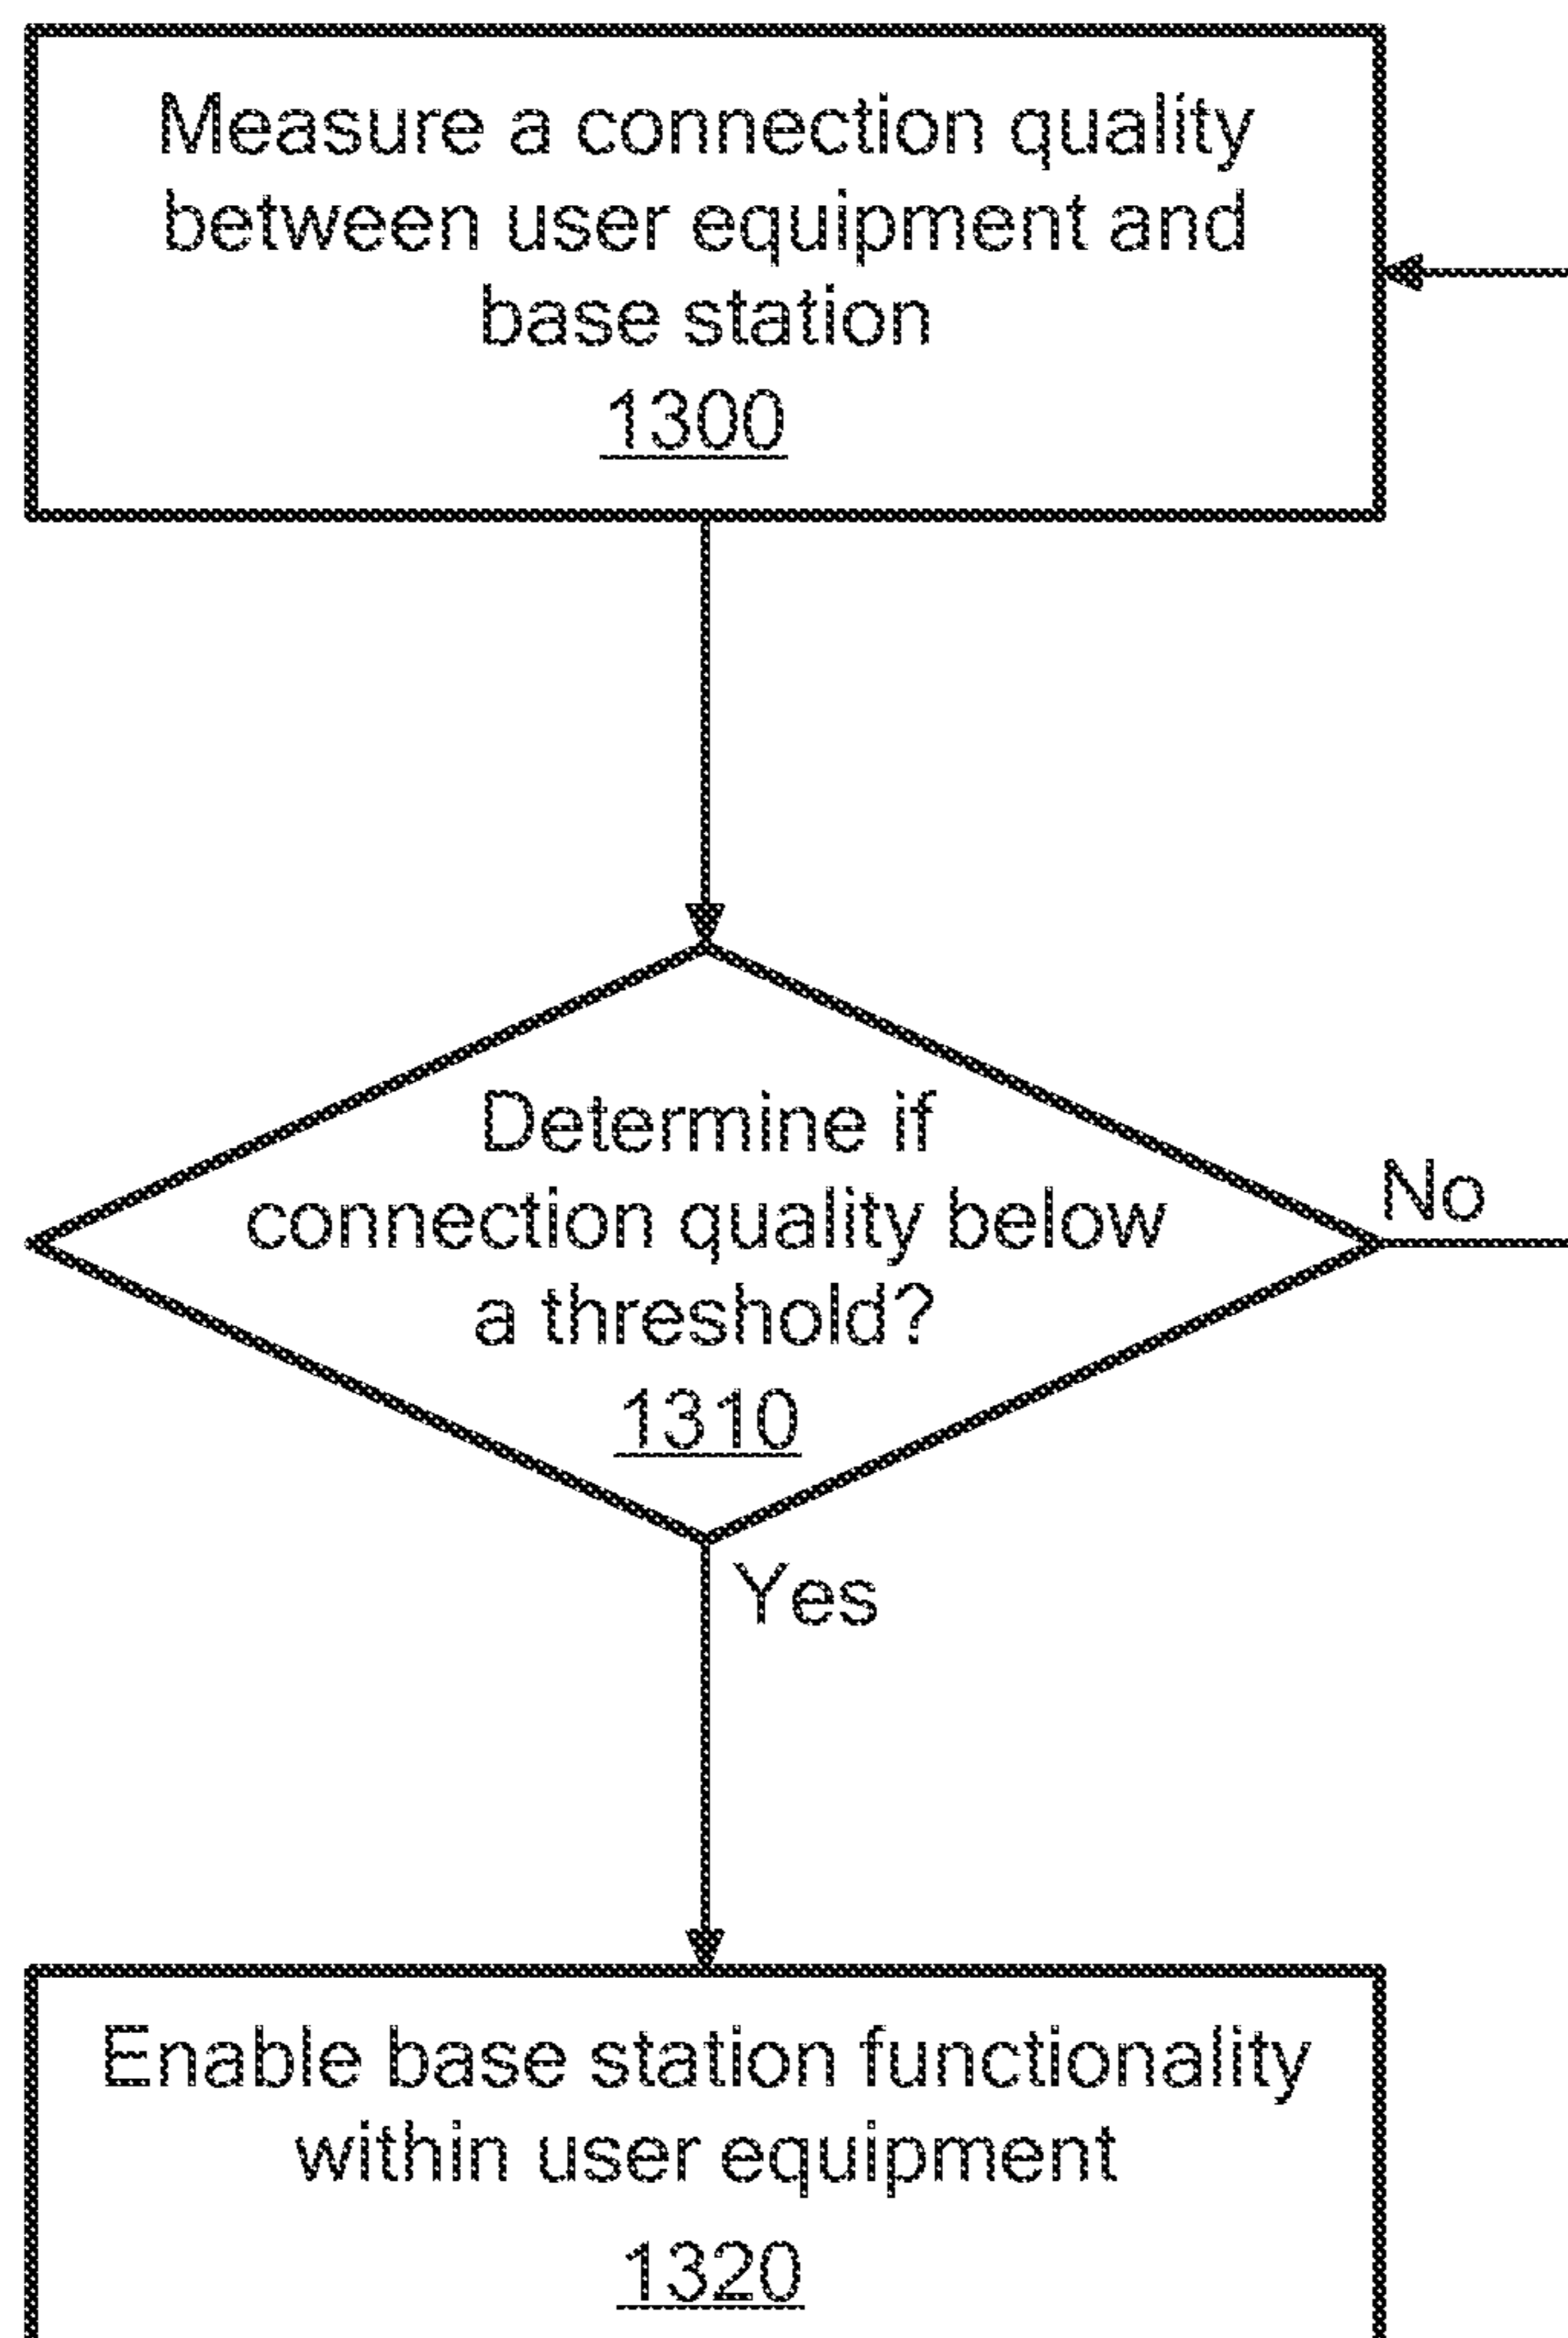 Measure a connection quality
between user equipment and
base station
1300
Determine if
connection quality below
a threshold?
1310
No
Yes
Enable base station functionality
within user equipment
1320